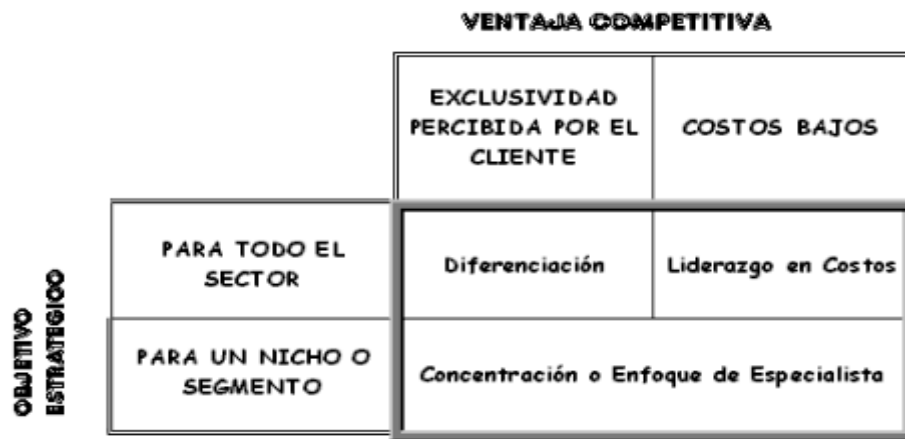 VENTAJA COMPETITIVA
EXCLUSIVIDAD
PERCIBIDA POR EL
CLIENTE
COSTOS BAJOS
PARA TODO EL
SECTOR
Diferenciación
Liderazgo en Costos
OBJETIVO
ESTRATEGICO
PARA UN NICHO O
SEGMENTO
Concentración o Enfoque de Especialista